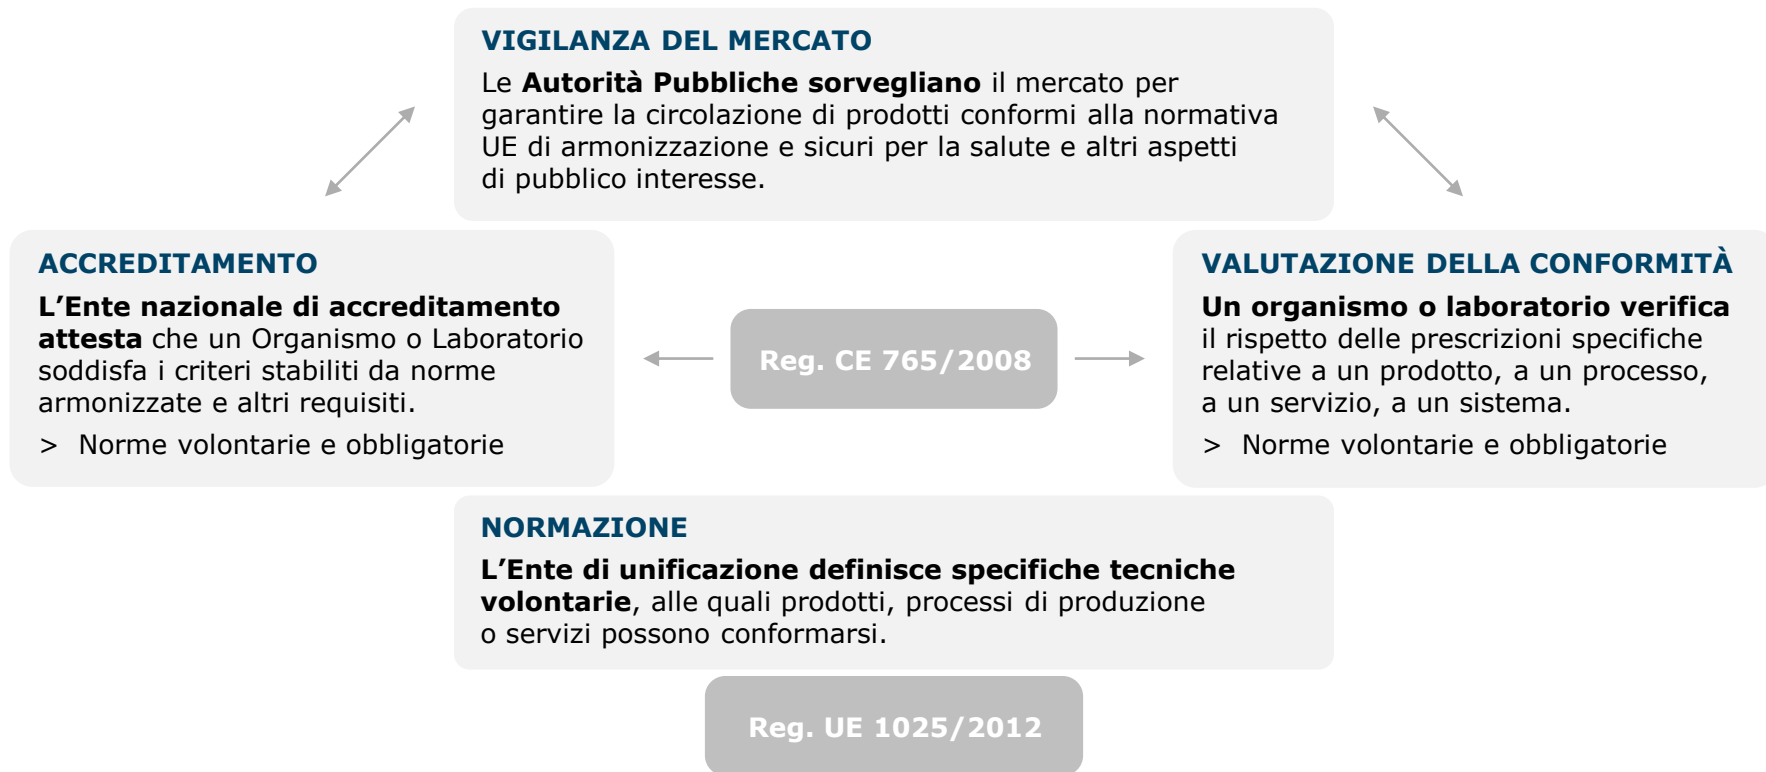 VIGILANZA DEL MERCATO
Le Autorità Pubbliche sorvegliano il mercato per
garantire la circolazione di prodotti conformi alla normativa
UE di armonizzazione e sicuri per la salute e altri aspetti
di pubblico interesse.
ACCREDITAMENTO
L’Ente nazionale di accreditamento
attesta che un Organismo o Laboratorio
soddisfa i criteri stabiliti da norme
armonizzate e altri requisiti.
> Norme volontarie e obbligatorie
Reg. CE 765/2008
VALUTAZIONE DELLA CONFORMITÀ
Un organismo o laboratorio verifica
il rispetto delle prescrizioni specifiche
relative a un prodotto, a un processo,
a un servizio, a un sistema.
> Norme volontarie e obbligatorie
NORMAZIONE
L’Ente di unificazione definisce specifiche tecniche
volontarie, alle quali prodotti, processi di produzione
o servizi possono conformarsi.
Reg. UE 1025/2012